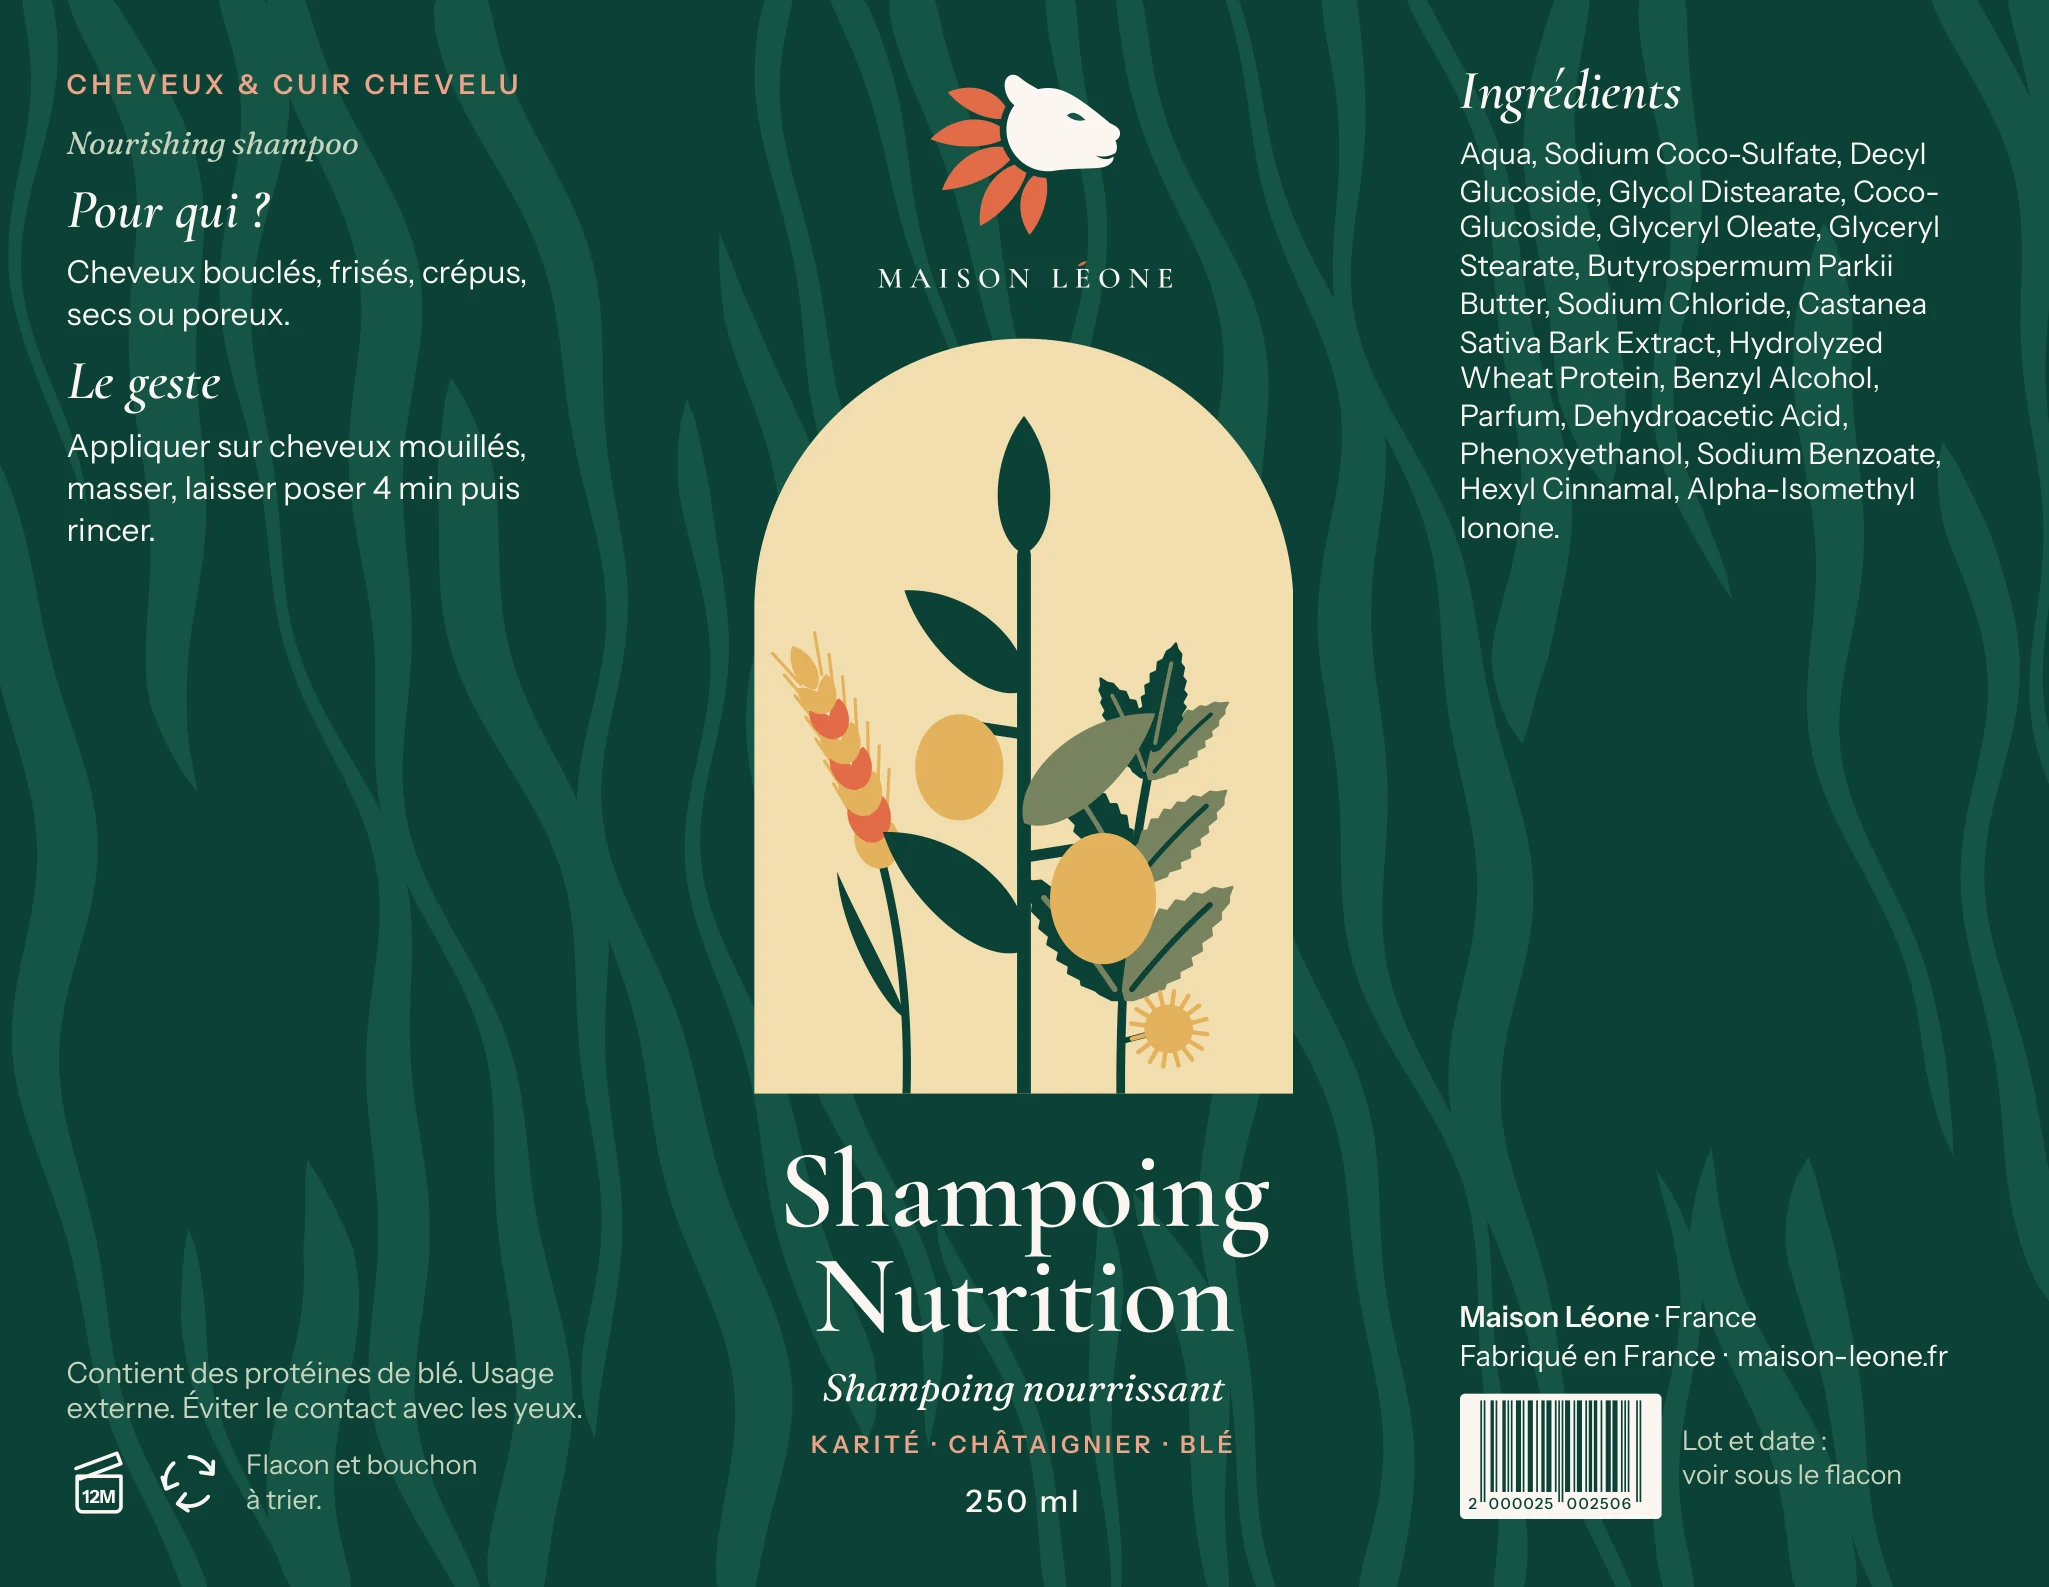 CHEVEUX & CUIR CHEVELU
Nourishing shampoo
Pour qui ?
Cheveux bouclés, frisés, crépus,
secs ou poreux.
Le geste
Appliquer sur cheveux mouillés,
masser, laisser poser 4 min puis
rincer.
Contient des protéines de blé. Usage
externe. Éviter le contact avec les yeux.
12M
Flacon et bouchon
à trier.
MAISON LÉONE
Shampoing
Nutrition
Shampoing nourrissant
KARITÉ · CHÂTAIGNIER · BLÉ
250 ml
Ingrédients
Aqua, Sodium Coco-Sulfate, Decyl
Glucoside, Glycol Distearate, Coco-
Glucoside, Glyceryl Oleate, Glyceryl
Stearate, Butyrospermum Parkii
Butter, Sodium Chloride, Castanea
Sativa Bark Extract, Hydrolyzed
Wheat Protein, Benzyl Alcohol,
Parfum, Dehydroacetic Acid,
Phenoxyethanol, Sodium Benzoate,
Hexyl Cinnamal, Alpha-Isomethyl
Ionone.
Maison Léone · France
Fabriqué en France · maison-leone.fr
2 000025 002506
Lot et date :
voir sous le flacon